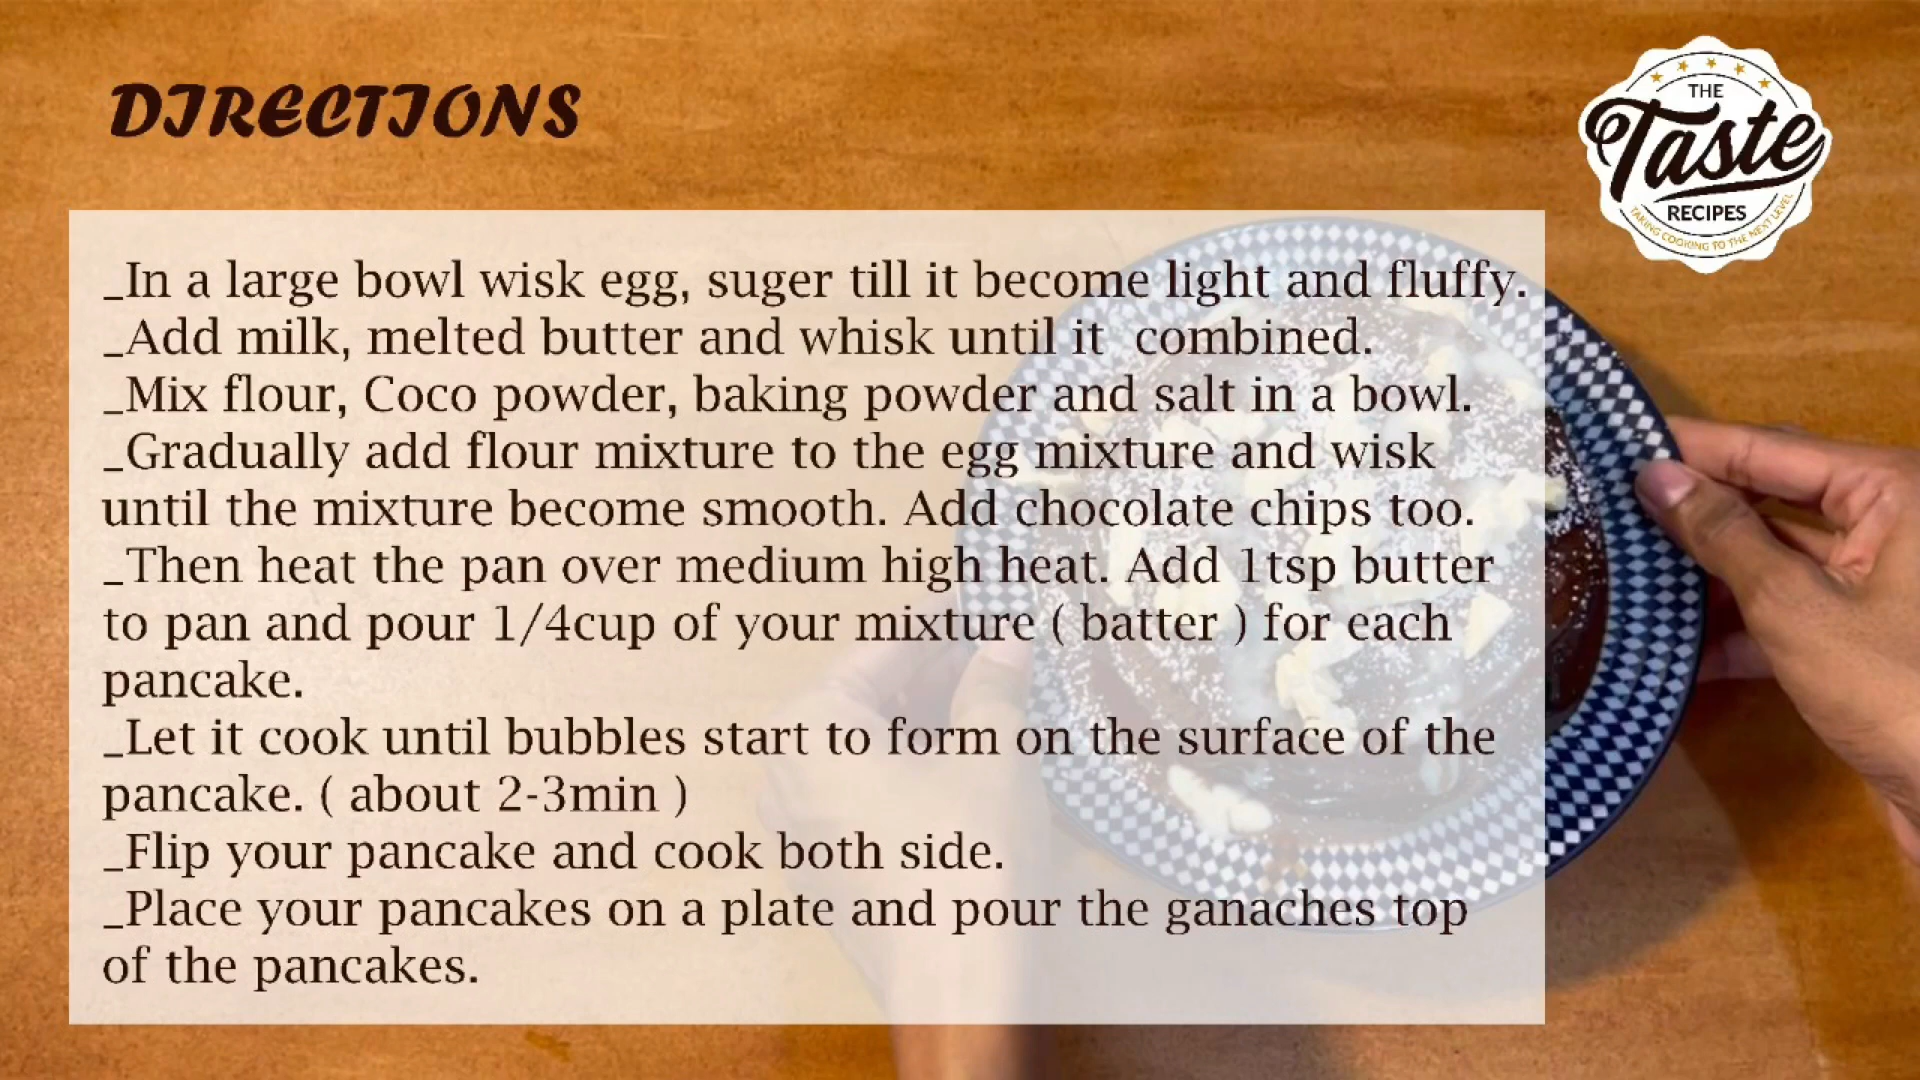 DIRECTIONS
THE
Taste
RECIPES
TAKING COOKING TO THE NEXT LEVEL
_In a large bowl wisk egg, suger till it become light and fluffy.
_Add milk, melted butter and whisk until it  combined.
_Mix flour, Coco powder, baking powder and salt in a bowl.
_Gradually add flour mixture to the egg mixture and wisk
until the mixture become smooth. Add chocolate chips too.
_Then heat the pan over medium high heat. Add 1tsp butter
to pan and pour 1/4cup of your mixture ( batter ) for each
pancake.
_Let it cook until bubbles start to form on the surface of the
pancake. ( about 2-3min )
_Flip your pancake and cook both side.
_Place your pancakes on a plate and pour the ganaches top
of the pancakes.